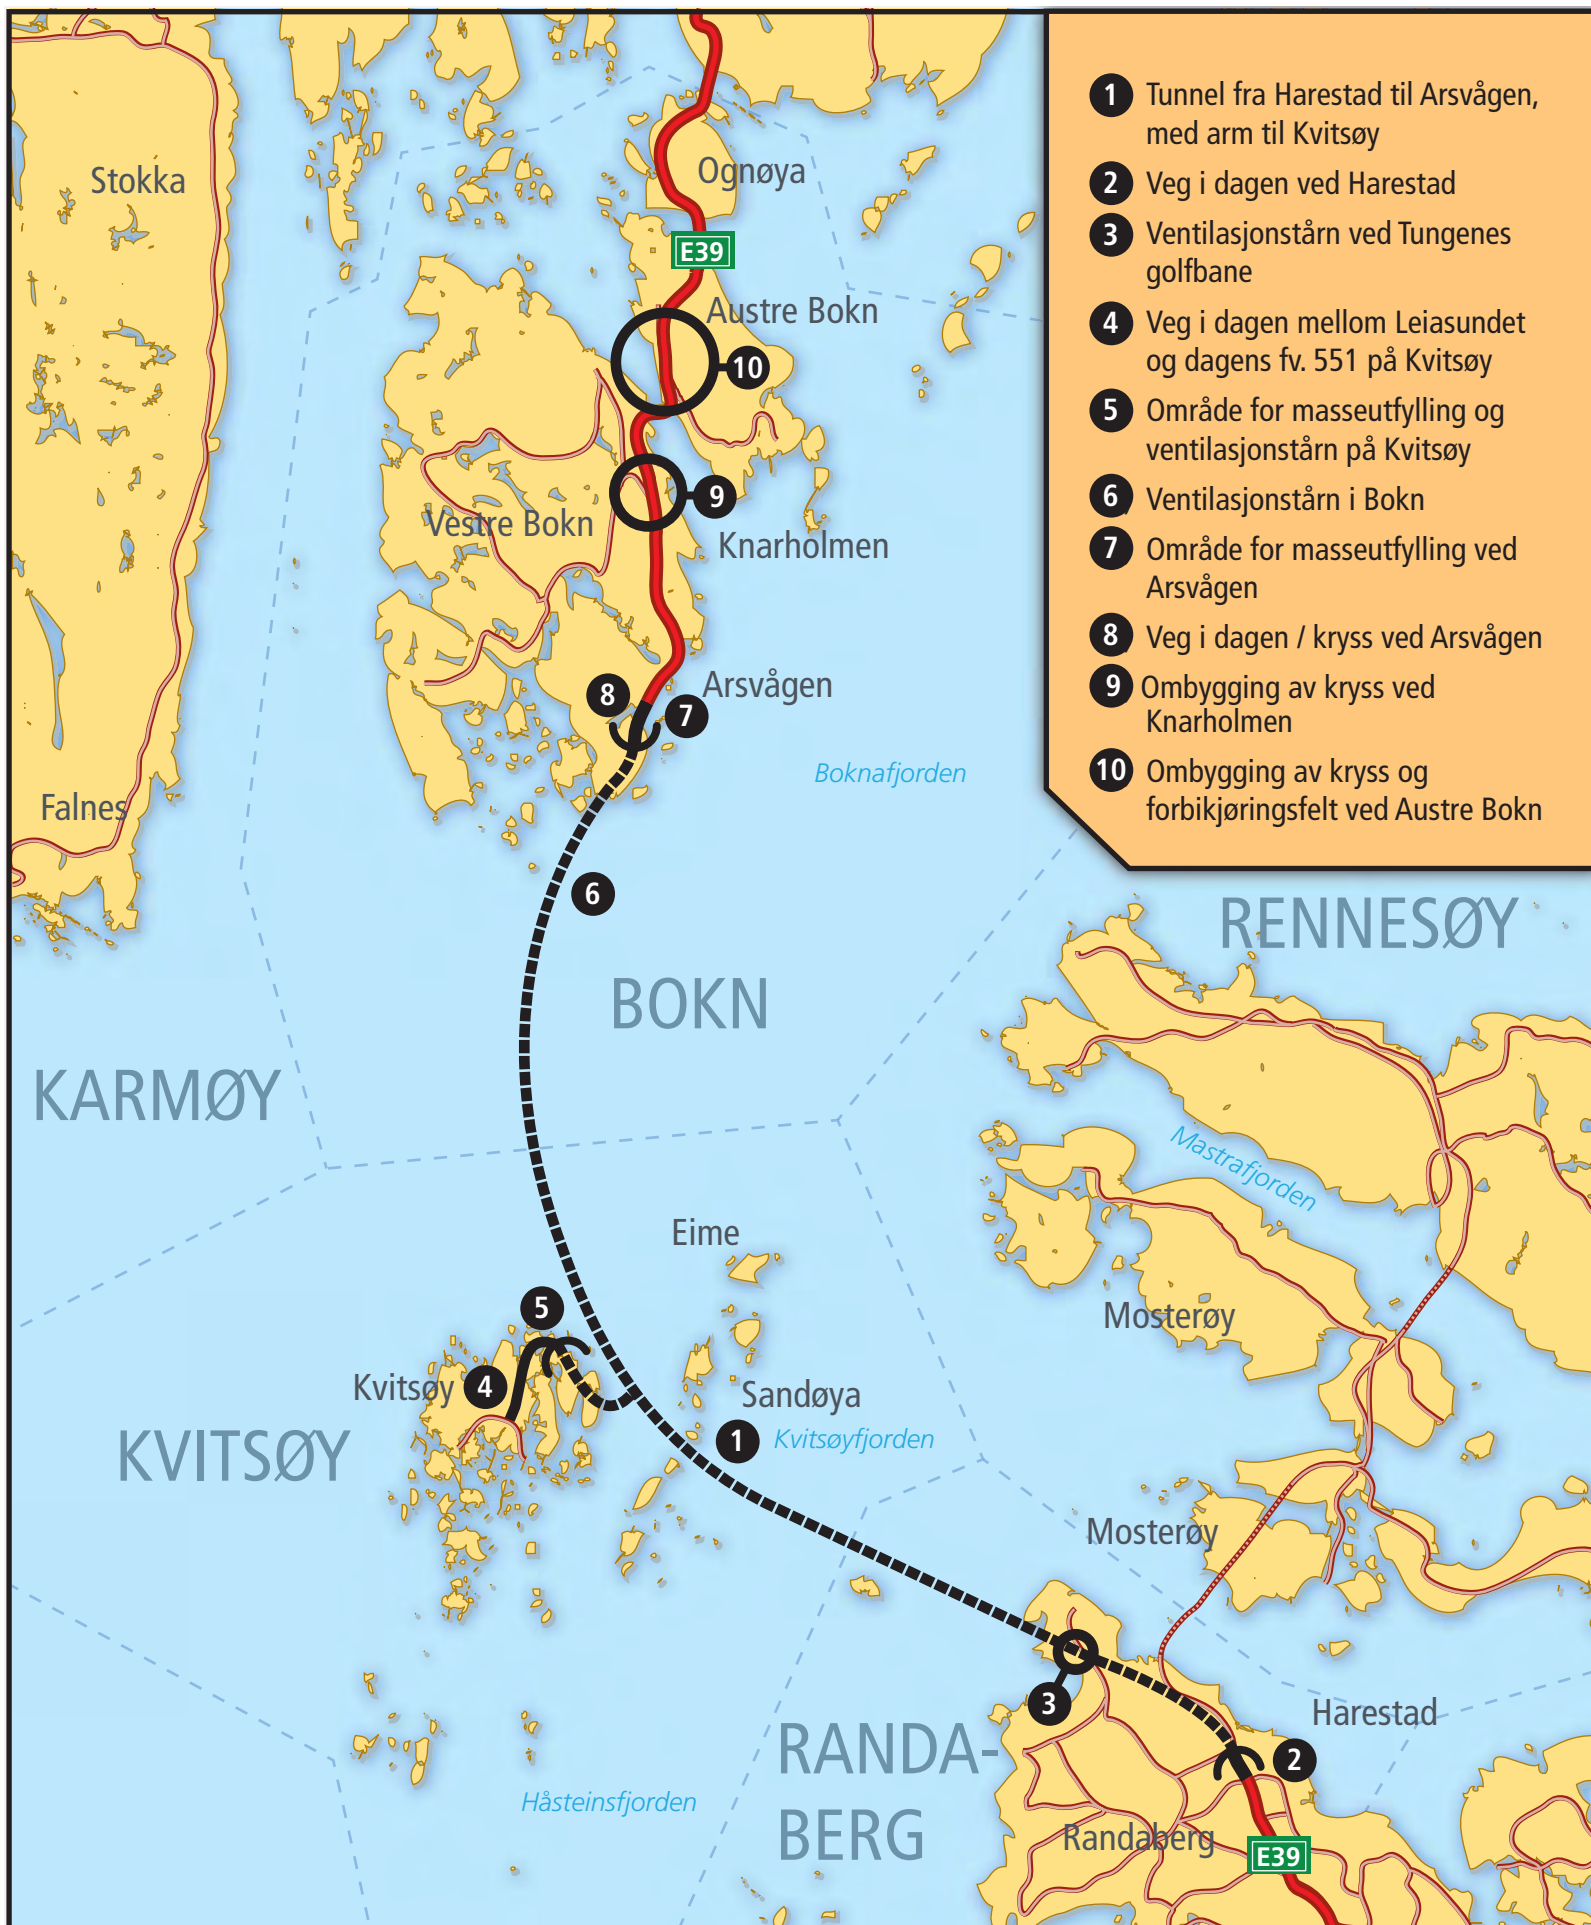 1 Tunnel fra Harestad til Arsvågen,
med arm til Kvitsøy
2 Veg i dagen ved Harestad
3 Ventilasjonstårn ved Tungenes
golfbane
4 Veg i dagen mellom Leiasundet
og dagens fv. 551 på Kvitsøy
5 Område for masseutfylling og
ventilasjonstårn på Kvitsøy
6 Ventilasjonstårn i Bokn
7 Område for masseutfylling ved
Arsvågen
8 Veg i dagen / kryss ved Arsvågen
9 Ombygging av kryss ved
Knarholmen
10 Ombygging av kryss og
forbikjøringsfelt ved Austre Bokn
Stokka
Ognøya
E39
Austre Bokn
10
9
Vestre Bokn
Knarholmen
Arsvågen
8
7
Boknafjorden
Falnes
6
RENNESØY
BOKN
KARMØY
Mastrafjorden
Eime
5
Mosterøy
Kvitsøy
4
Sandøya
1
Kvitsøyfjorden
KVITSØY
Mosterøy
3
Harestad
2
RANDA-
BERG
Håsteinsfjorden
Randaberg
E39